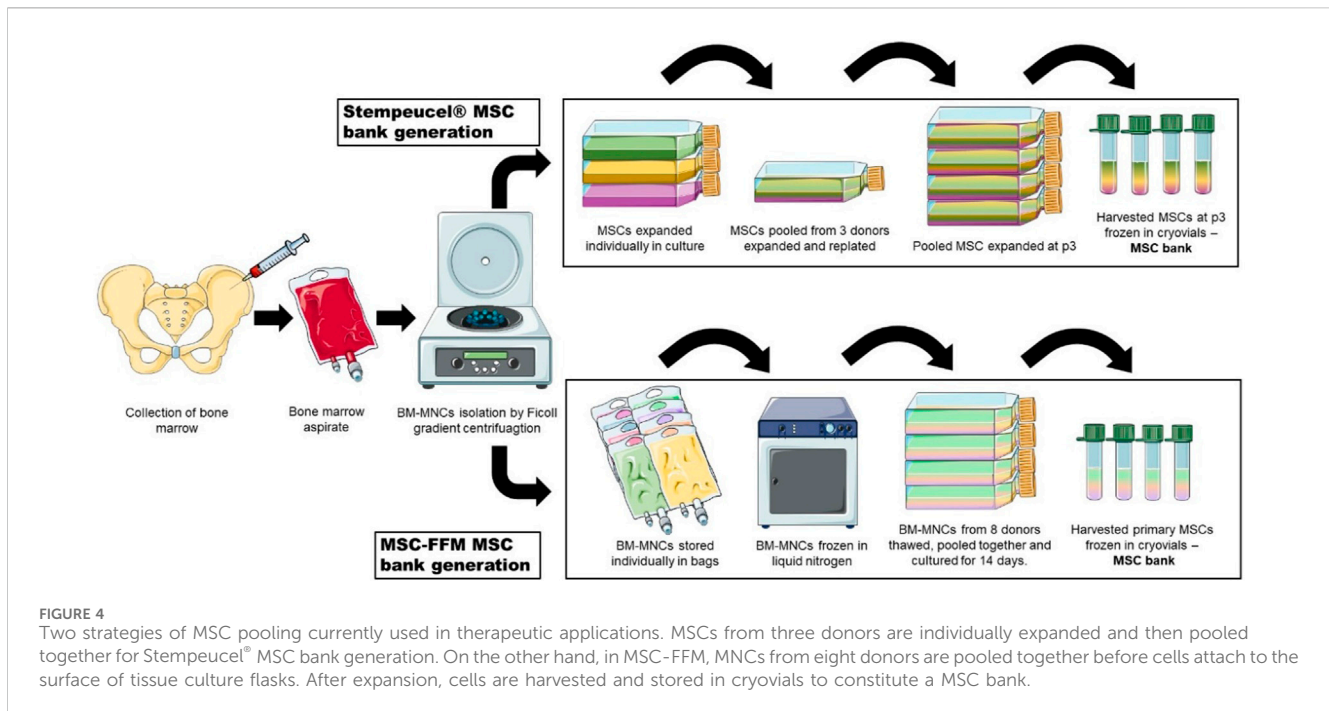 Stempeucel® MSC
bank generation
MSCs expanded
individually in culture
MSCs pooled from 3 donors
expanded and replated
Pooled MSC expanded at p3
Harvested MSCs at p3
frozen in cryovials –
MSC bank
Collection of bone
marrow
Bone marrow
aspirate
BM-MNCs isolation by Ficoll
gradient centrifuagtion
MSC-FFM MSC
bank generation
BM-MNCs stored
individually in bags
BM-MNCs frozen in
liquid nitrogen
BM-MNCs from 8 donors
thawed, pooled together and
cultured for 14 days.
Harvested primary MSCs
frozen in cryovials –
MSC bank
FIGURE 4
Two strategies of MSC pooling currently used in therapeutic applications. MSCs from three donors are individually expanded and then pooled
together for Stempeucel® MSC bank generation. On the other hand, in MSC-FFM, MNCs from eight donors are pooled together before cells attach to the
surface of tissue culture flasks. After expansion, cells are harvested and stored in cryovials to constitute a MSC bank.